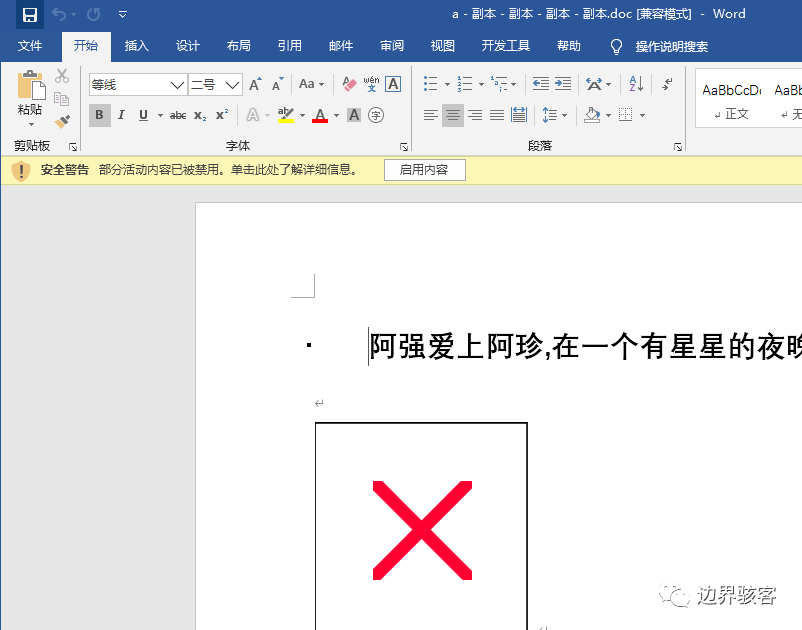 a - 副本 - 副本 - 副本 - 副本.doc [兼容模式] - Word
文件 开始 插入 设计 布局 引用 邮件 审阅 视图 开发工具 帮助 操作说明搜索
等线 二号 A A Aa wén 文 A
粘贴
B I U abc x₂ x² A ab A A A 字
AaBbCcDc AaBb
正文
剪贴板 字体 段落
安全警告 部分活动内容已被禁用。单击此处了解详细信息。 启用内容
阿强爱上阿珍,在一个有星星的夜晚
边界骇客